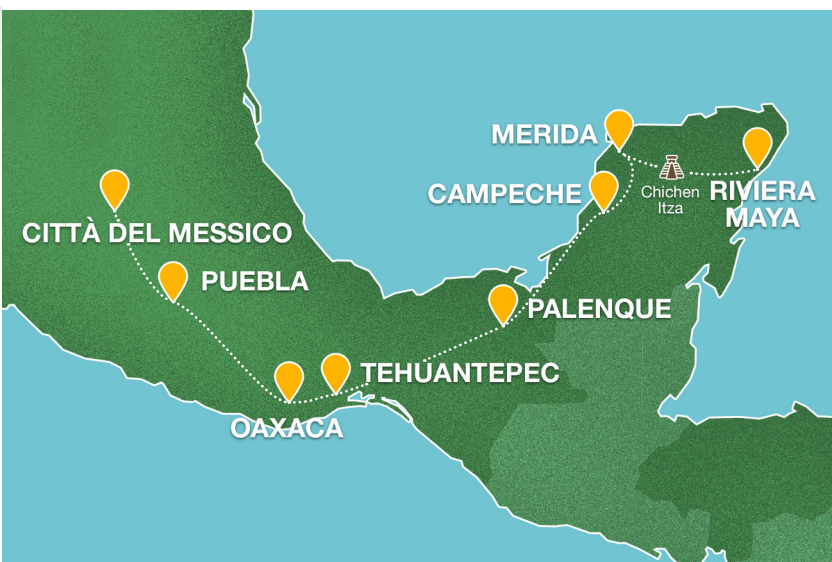 MERIDA
CAMPECHE
Chichen
Itza
RIVIERA
MAYA
CITTÀ DEL MESSICO
PUEBLA
PALENQUE
TEHUANTEPEC
OAXACA